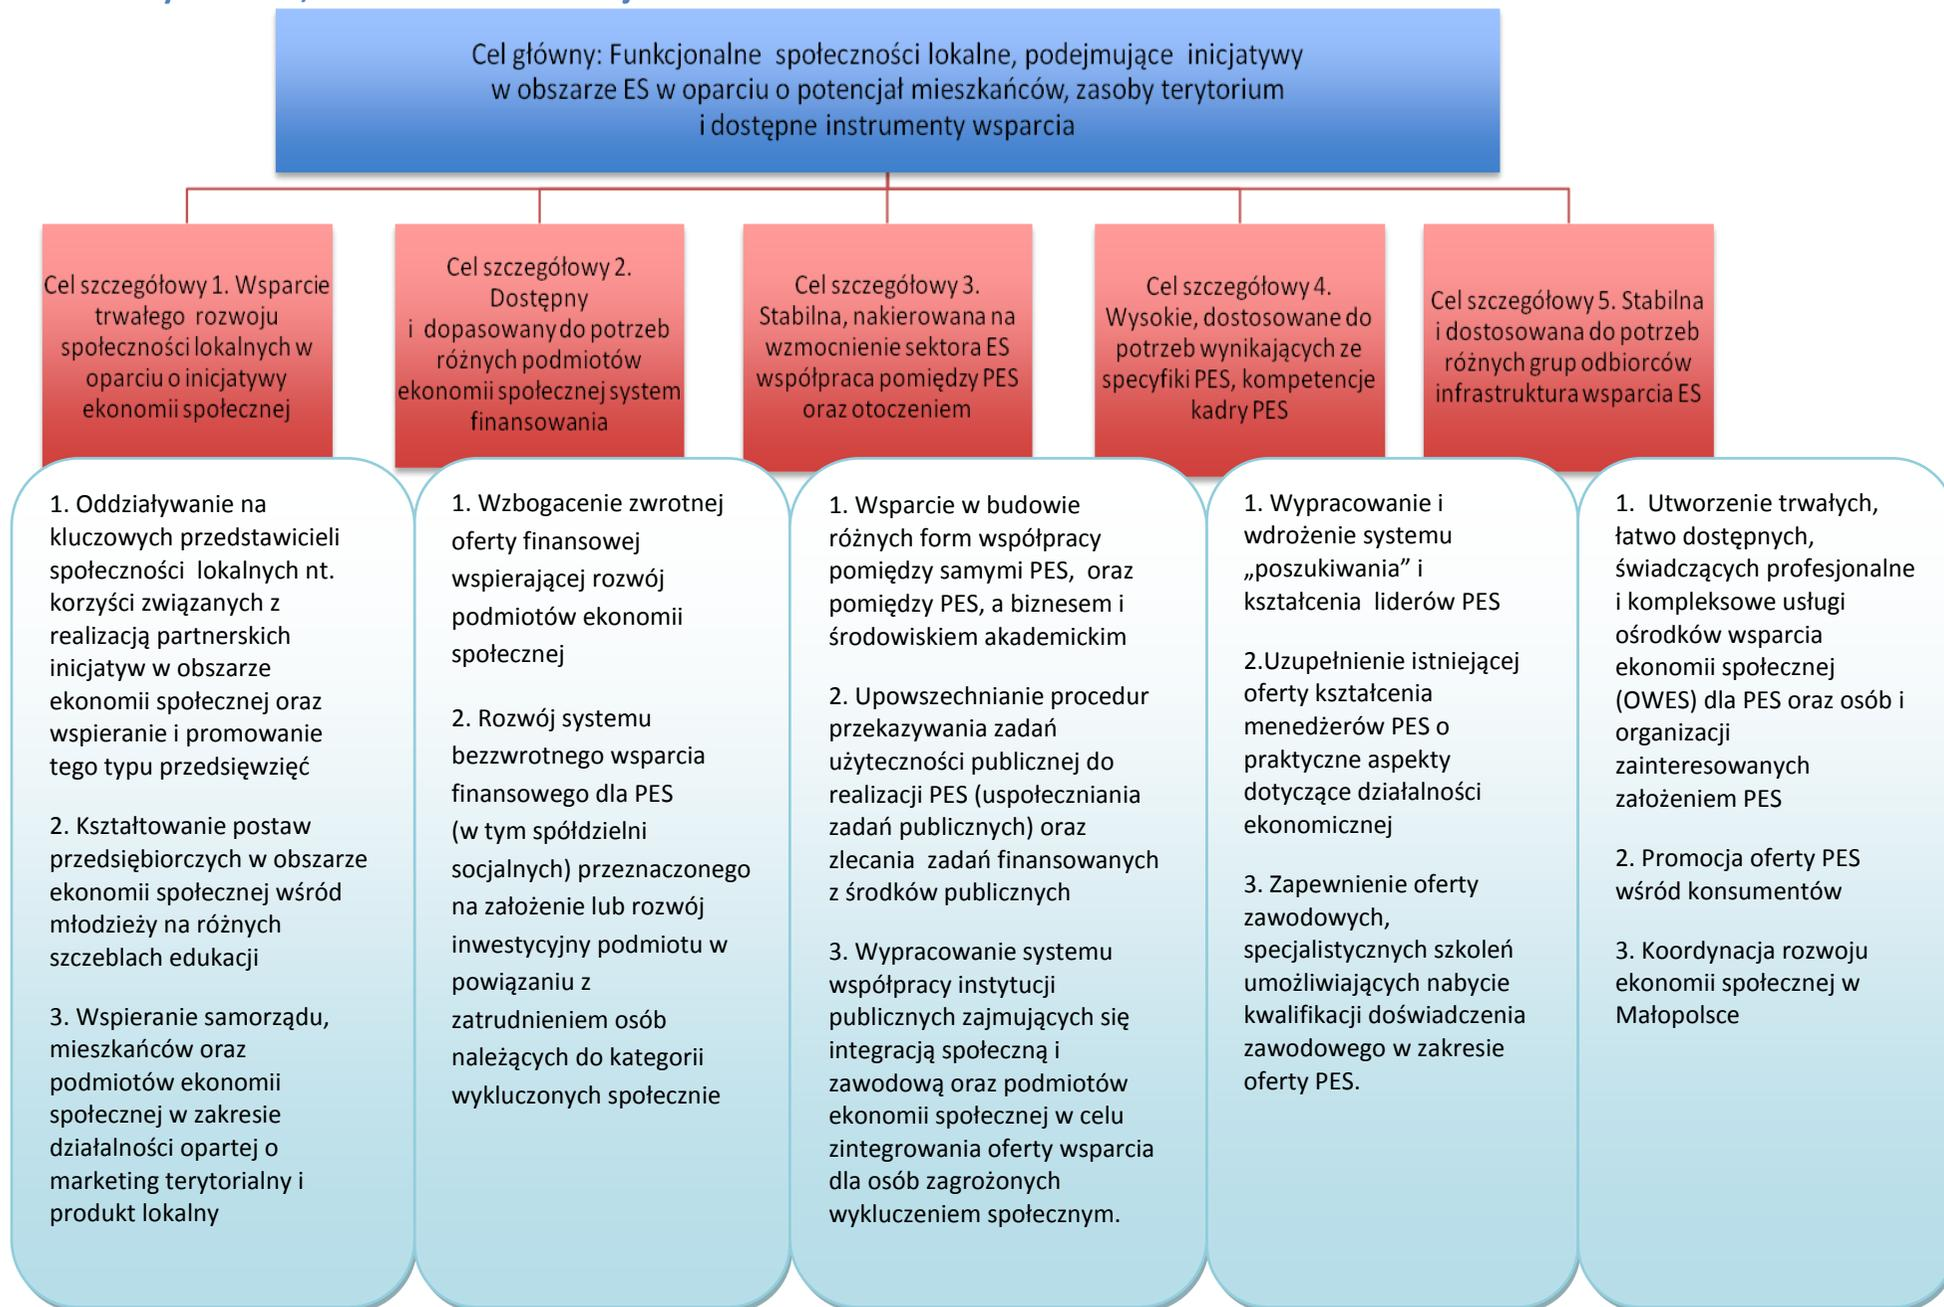 Cel główny: Funkcjonalne społeczności lokalne, podejmujące inicjatywy
w obszarze ES w oparciu o potencjał mieszkańców, zasoby terytorium
i dostępne instrumenty wsparcia
Cel szczegółowy 1. Wsparcie
trwałego rozwoju
społeczności lokalnych w
oparciu o inicjatywy
ekonomii społecznej
Cel szczegółowy 2.
Dostępny
i dopasowany do potrzeb
różnych podmiotów
ekonomii społecznej system
finansowania
Cel szczegółowy 3.
Stabilna, nakierowana na
wzmocnienie sektora ES
współpraca pomiędzy PES
oraz otoczeniem
Cel szczegółowy 4.
Wysokie, dostosowane do
potrzeb wynikających ze
specyfiki PES, kompetencje
kadry PES
Cel szczegółowy 5. Stabilna
i dostosowana do potrzeb
różnych grup odbiorców
infrastruktura wsparcia ES
1. Oddziaływanie na
kluczowych przedstawicieli
społeczności lokalnych nt.
korzyści związanych z
realizacją partnerskich
inicjatyw w obszarze
ekonomii społecznej oraz
wspieranie i promowanie
tego typu przedsięwzięć
2. Kształtowanie postaw
przedsiębiorczych w obszarze
ekonomii społecznej wśród
młodzieży na różnych
szczeblach edukacji
3. Wspieranie samorządu,
mieszkańców oraz
podmiotów ekonomii
społecznej w zakresie
działalności opartej o
marketing terytorialny i
produkt lokalny
1. Wzbogacenie zwrotnej
oferty finansowej
wspierającej rozwój
podmiotów ekonomii
społecznej
2. Rozwój systemu
bezzwrotnego wsparcia
finansowego dla PES
(w tym spółdzielni
socjalnych) przeznaczonego
na założenie lub rozwój
inwestycyjny podmiotu w
powiązaniu z
zatrudnieniem osób
należących do kategorii
wykluczonych społecznie
1. Wsparcie w budowie
różnych form współpracy
pomiędzy samymi PES, oraz
pomiędzy PES, a biznesem i
środowiskiem akademickim
2. Upowszechnianie procedur
przekazywania zadań
użyteczności publicznej do
realizacji PES (uspołeczniania
zadań publicznych) oraz
zlecania zadań finansowanych
z środków publicznych
3. Wypracowanie systemu
współpracy instytucji
publicznych zajmujących się
integracją społeczną i
zawodową oraz podmiotów
ekonomii społecznej w celu
zintegrowania oferty wsparcia
dla osób zagrożonych
wykluczeniem społecznym.
1. Wypracowanie i
wdrożenie systemu
„poszukiwania” i
kształcenia liderów PES
2.Uzupełnienie istniejącej
oferty kształcenia
menedżerów PES o
praktyczne aspekty
dotyczące działalności
ekonomicznej
3. Zapewnienie oferty
zawodowych,
specjalistycznych szkoleń
umożliwiających nabycie
kwalifikacji doświadczenia
zawodowego w zakresie
oferty PES.
1. Utworzenie trwałych,
łatwo dostępnych,
świadczących profesjonalne
i kompleksowe usługi
ośrodków wsparcia
ekonomii społecznej
(OWES) dla PES oraz osób i
organizacji
zainteresowanych
założeniem PES
2. Promocja oferty PES
wśród konsumentów
3. Koordynacja rozwoju
ekonomii społecznej w
Małopolsce